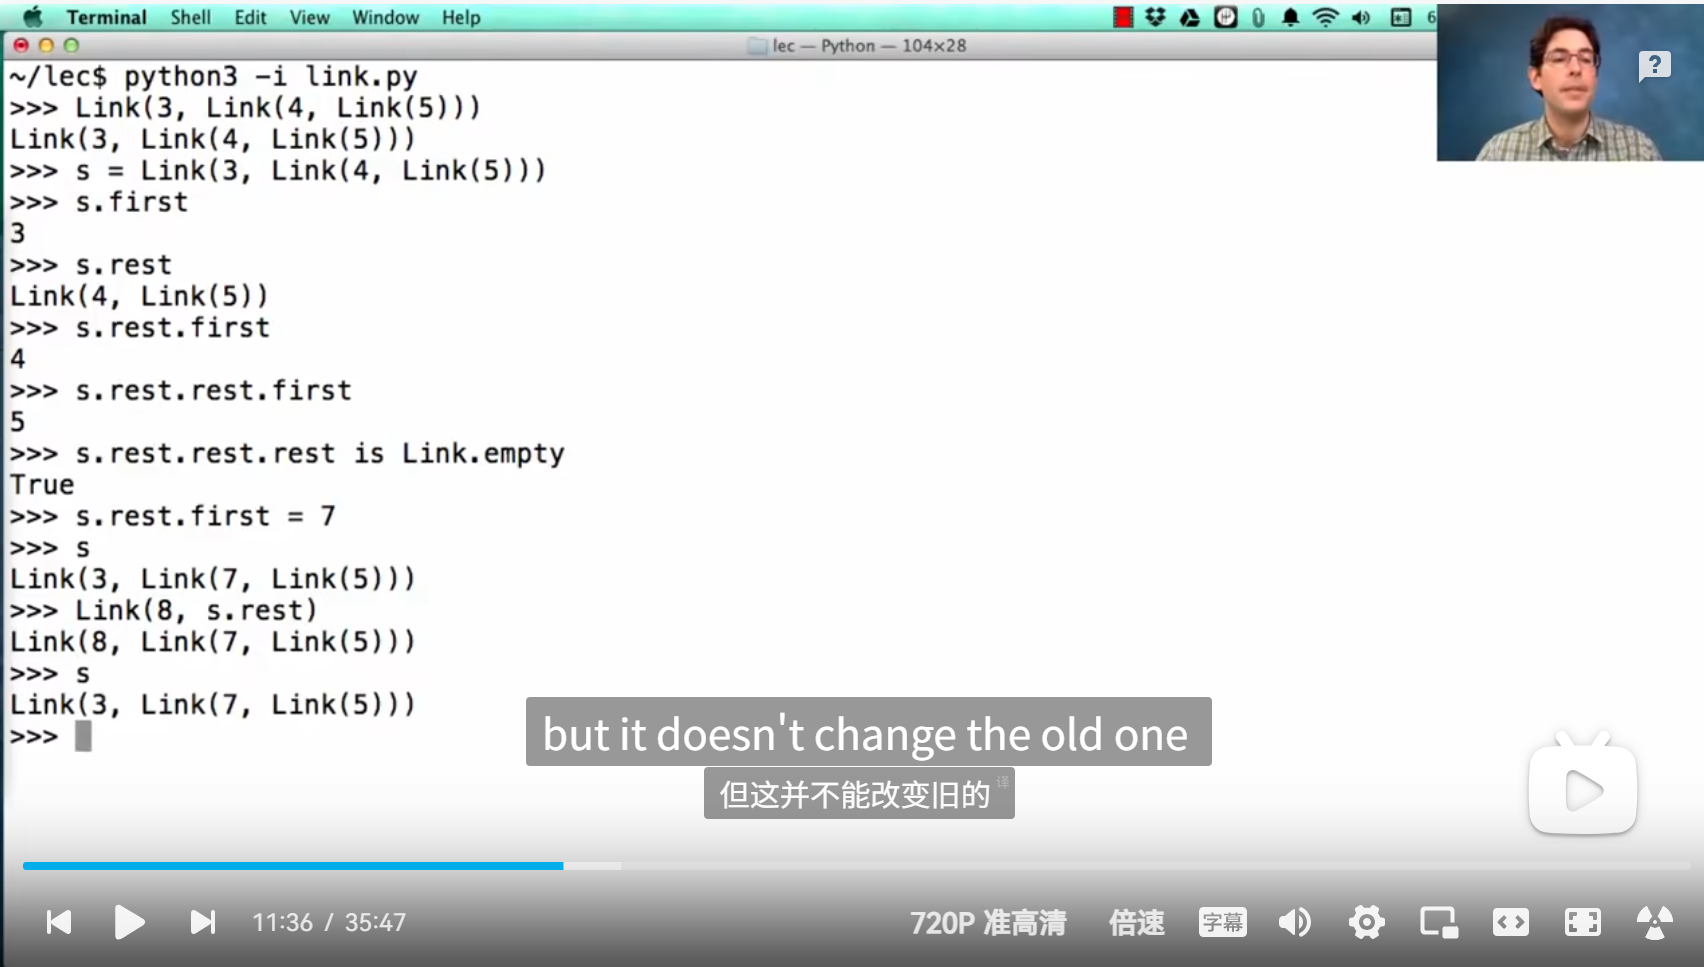 Terminal Shell Edit View Window Help 6
lec — Python — 104×28
~/lec$ python3 -i link.py
>>> Link(3, Link(4, Link(5)))
Link(3, Link(4, Link(5)))
>>> s = Link(3, Link(4, Link(5)))
>>> s.first
3
>>> s.rest
Link(4, Link(5))
>>> s.rest.first
4
>>> s.rest.rest.first
5
>>> s.rest.rest.rest is Link.empty
True
>>> s.rest.first = 7
>>> s
Link(3, Link(7, Link(5)))
>>> Link(8, s.rest)
Link(8, Link(7, Link(5)))
>>> s
Link(3, Link(7, Link(5)))
>>>
but it doesn't change the old one
但这并不能改变旧的 译
11:36 / 35:47 720P 准高清 倍速 字幕